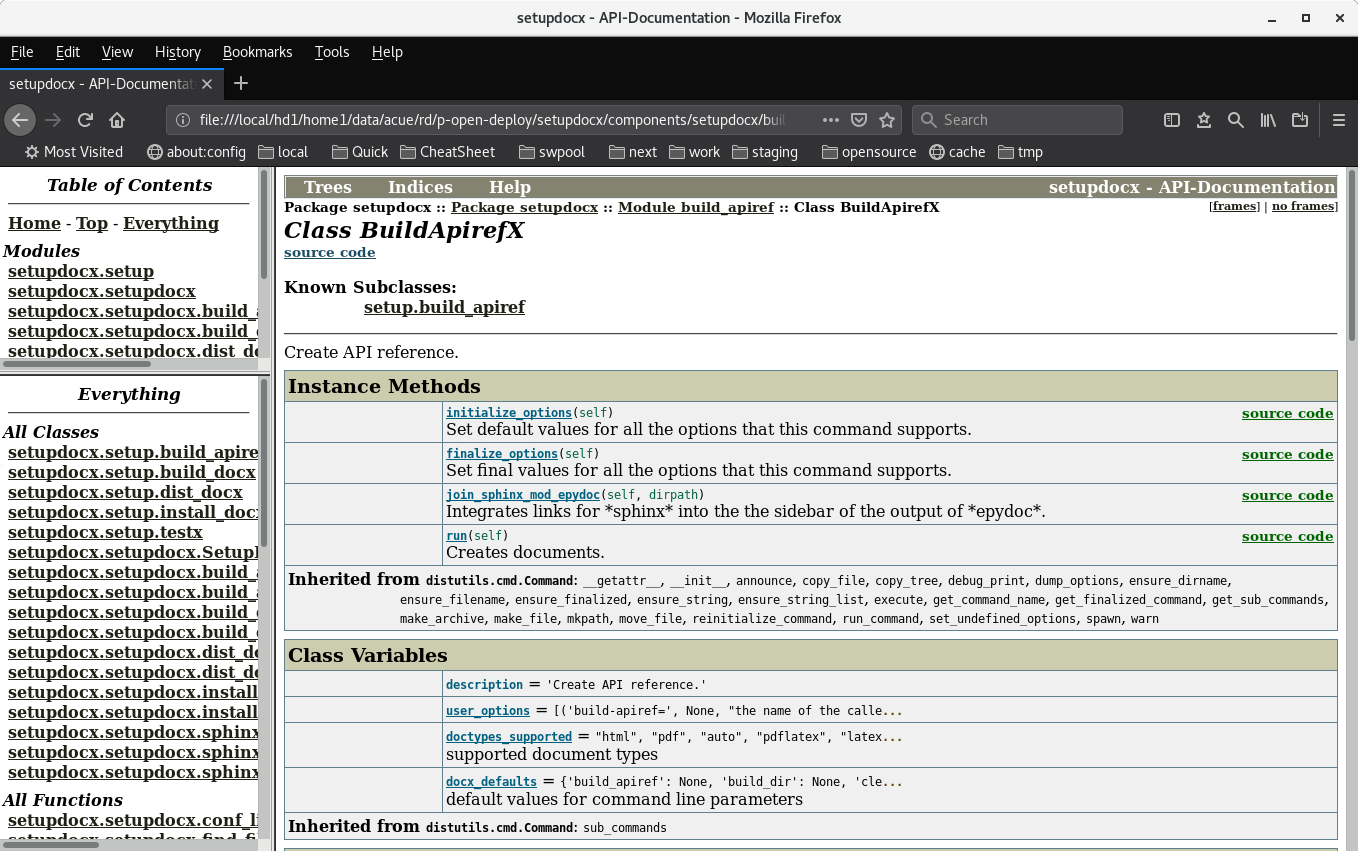 setupdocx - API-Documentation - Mozilla Firefox
File Edit View History Bookmarks Tools Help
setupdocx - API-Documentat
file:///local/hd1/home1/data/acue/rd/p-open-deploy/setupdocx/components/setupdocx/buil
Search
Most Visited about:config local Quick CheatSheet swpool next work staging opensource cache tmp
Table of Contents
Home - Top - Everything
Modules
setupdocx.setup
setupdocx.setupdocx
setupdocx.setupdocx.build_a
setupdocx.setupdocx.build_
setupdocx.setupdocx.dist_do
Everything
All Classes
setupdocx.setup.build_apire
setupdocx.setup.build_docx
setupdocx.setup.dist_docx
setupdocx.setup.install_docx
setupdocx.setup.testx
setupdocx.setupdocx.Setup
setupdocx.setupdocx.build_a
setupdocx.setupdocx.build_a
setupdocx.setupdocx.build_
setupdocx.setupdocx.build_
setupdocx.setupdocx.dist_do
setupdocx.setupdocx.dist_do
setupdocx.setupdocx.install
setupdocx.setupdocx.install
setupdocx.setupdocx.sphinx
setupdocx.setupdocx.sphinx
setupdocx.setupdocx.sphinx
All Functions
setupdocx.setupdocx.conf_li
setupdocx.setupdocx.find_fi
Trees Indices Help setupdocx - API-Documentation
Package setupdocx :: Package setupdocx :: Module build_apiref :: Class BuildApirefX [frames] | no frames]
Class BuildApirefX
source code
Known Subclasses:
setup.build_apiref
Create API reference.
Instance Methods
initialize_options(self) source code
Set default values for all the options that this command supports.
finalize_options(self) source code
Set final values for all the options that this command supports.
join_sphinx_mod_epydoc(self, dirpath) source code
Integrates links for *sphinx* into the the sidebar of the output of *epydoc*.
run(self) source code
Creates documents.
Inherited from distutils.cmd.Command: __getattr__, __init__, announce, copy_file, copy_tree, debug_print, dump_options, ensure_dirname,
ensure_filename, ensure_finalized, ensure_string, ensure_string_list, execute, get_command_name, get_finalized_command, get_sub_commands,
make_archive, make_file, mkpath, move_file, reinitialize_command, run_command, set_undefined_options, spawn, warn
Class Variables
description = 'Create API reference.'
user_options = [('build-apiref=', None, "the name of the calle...
doctypes_supported = "html", "pdf", "auto", "pdflatex", "latex...
supported document types
docx_defaults = {'build_apiref': None, 'build_dir': None, 'cle...
default values for command line parameters
Inherited from distutils.cmd.Command: sub_commands